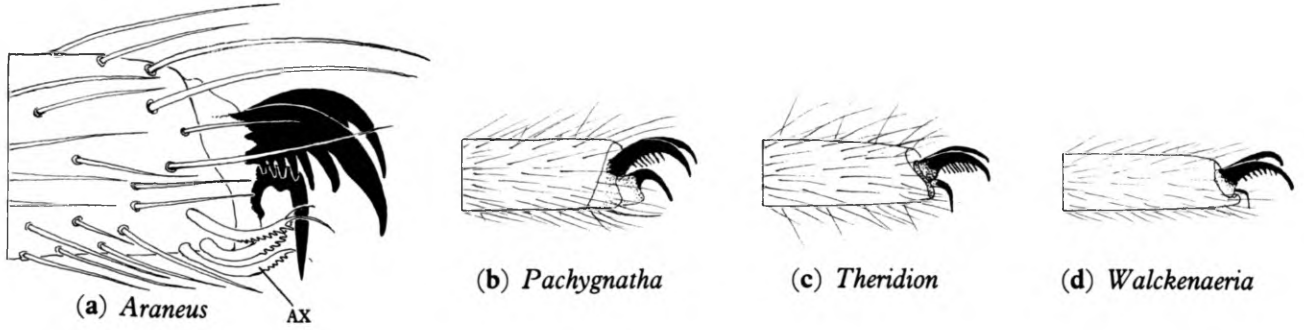 (a) Araneus
AX
(b) Pachygnatha
(c) Theridion
(d) Walckenaeria